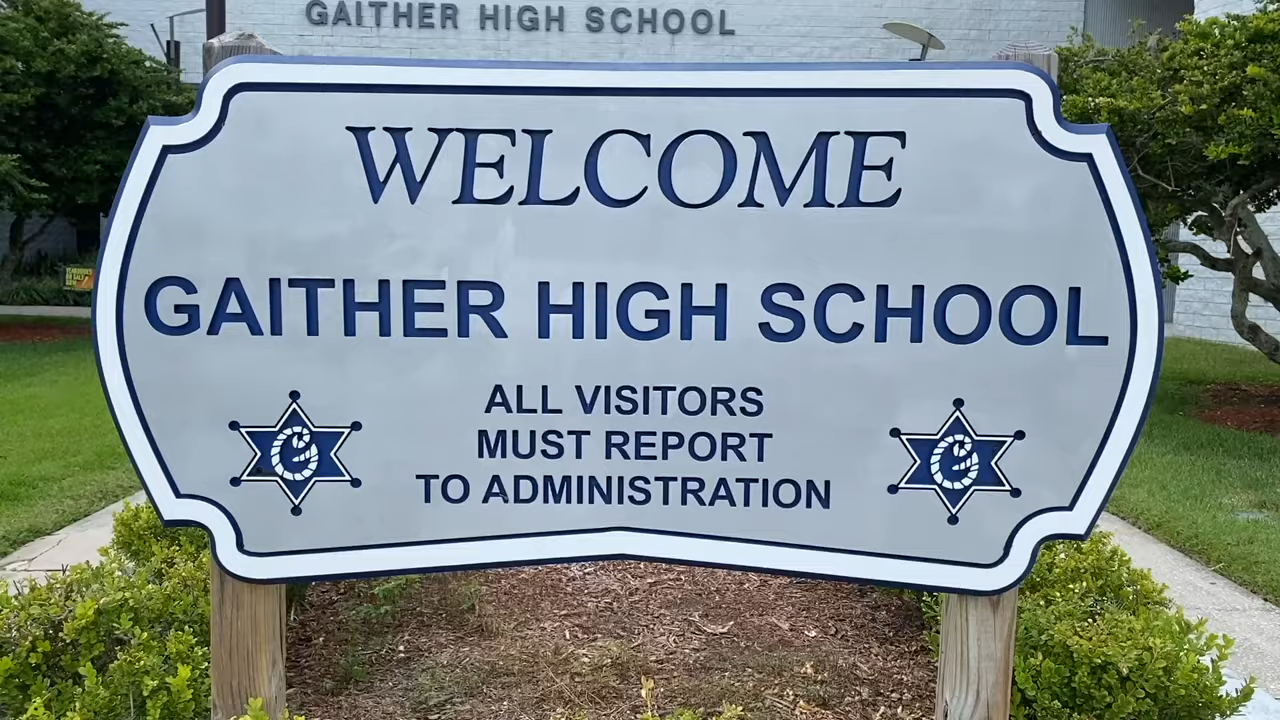 GAITHER HIGH SCHOOL
WELCOME
GAITHER HIGH SCHOOL
ALL VISITORS
MUST REPORT
TO ADMINISTRATION
G
G